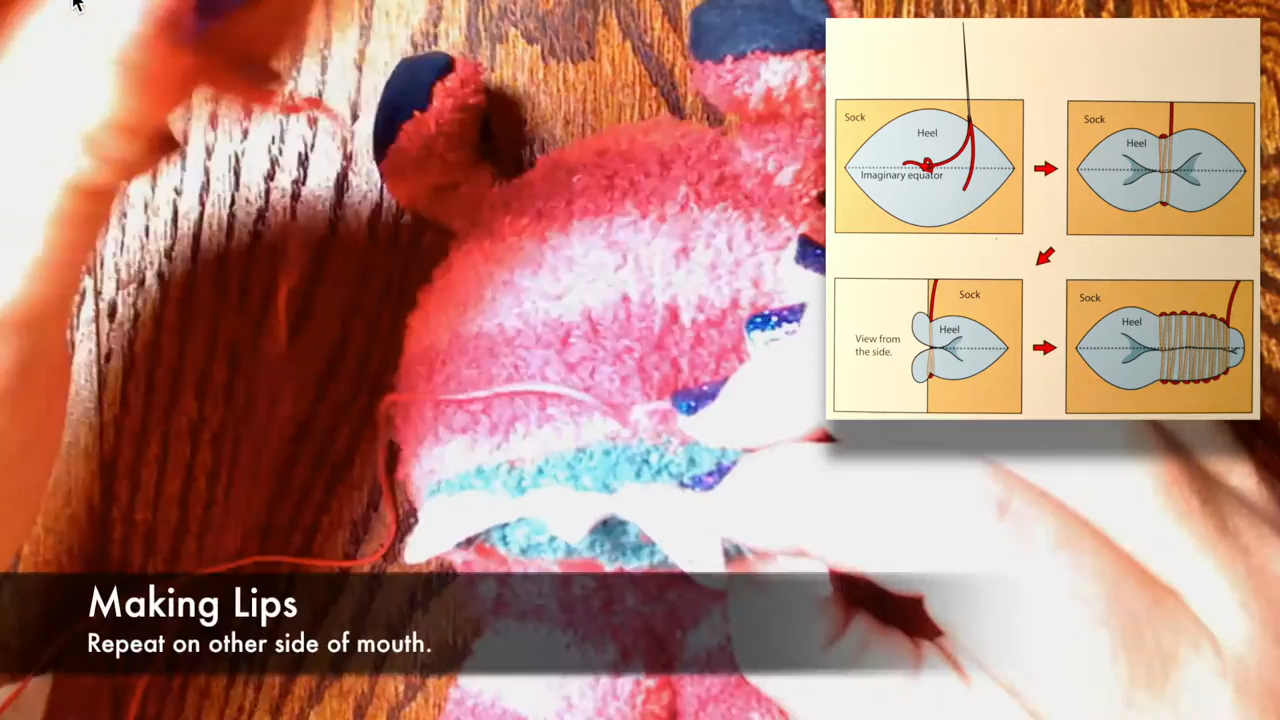 Sock
Heel
Imaginary equator
Sock
Heel
View from
the side.
Sock
Heel
Sock
Heel
Making Lips
Repeat on other side of mouth.